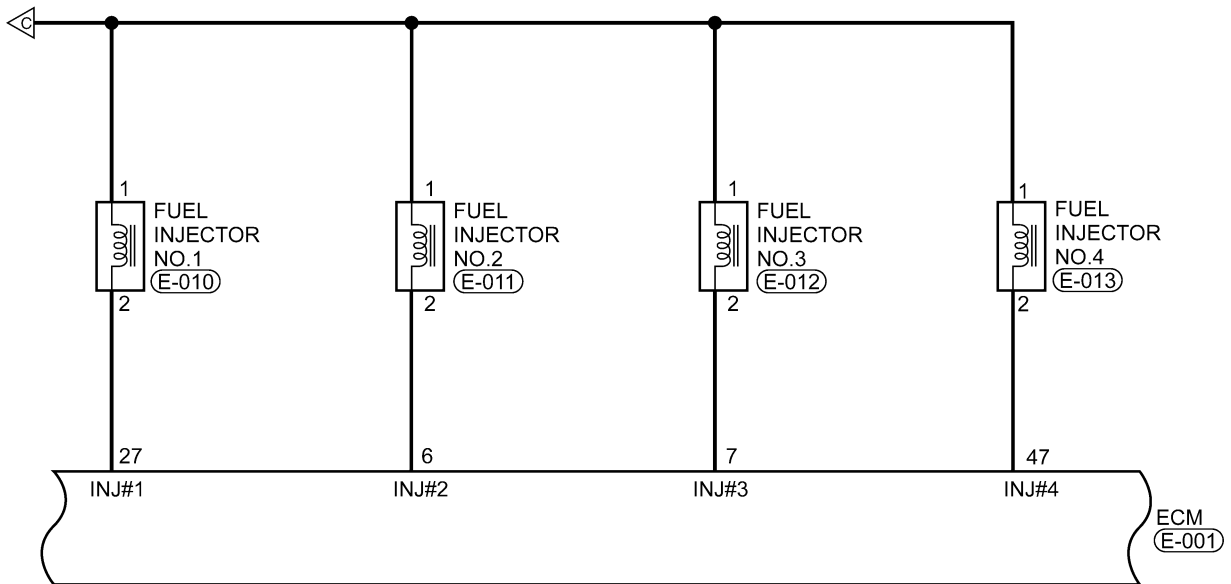 C
1
FUEL
INJECTOR
NO.1
E-010
2
1
FUEL
INJECTOR
NO.2
E-011
2
1
FUEL
INJECTOR
NO.3
E-012
2
1
FUEL
INJECTOR
NO.4
E-013
2
27
6
7
47
INJ#1
INJ#2
INJ#3
INJ#4
ECM
E-001